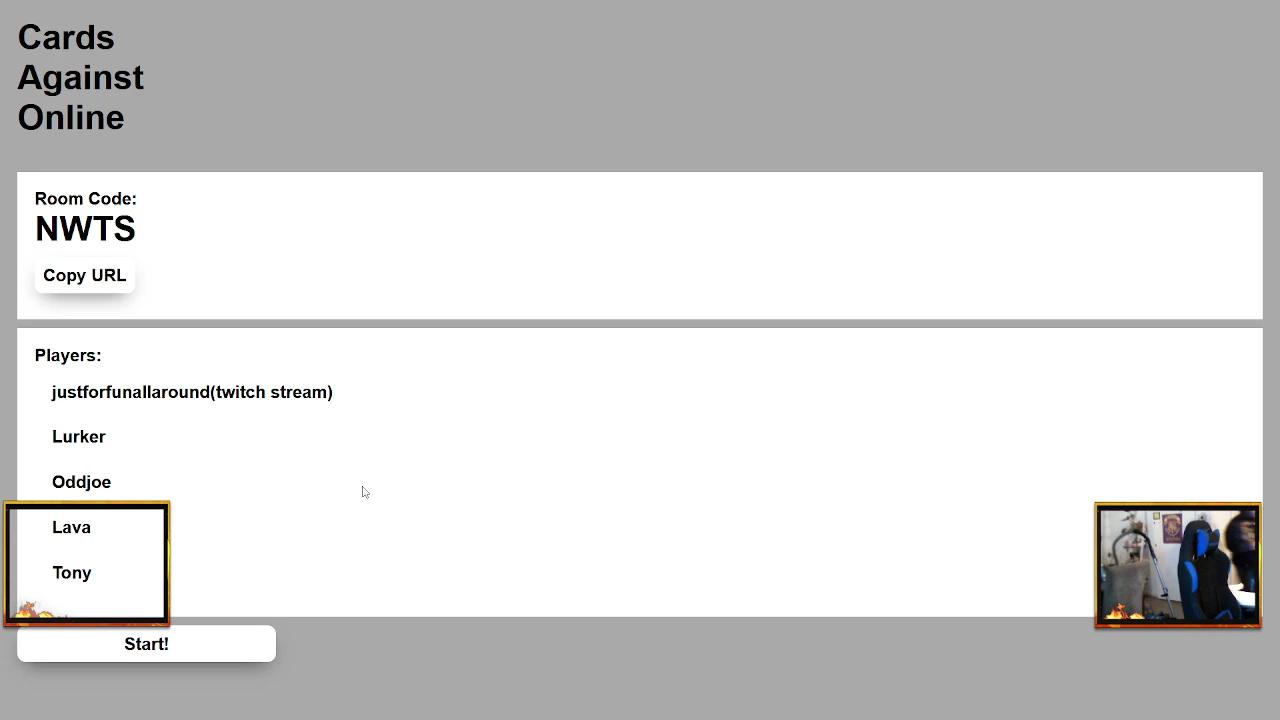 Cards
Against
Online
Room Code:
NWTS
Copy URL
Players:
justforfunallaround(twitch stream)
Lurker
Oddjoe
Lava
Tony
Start!